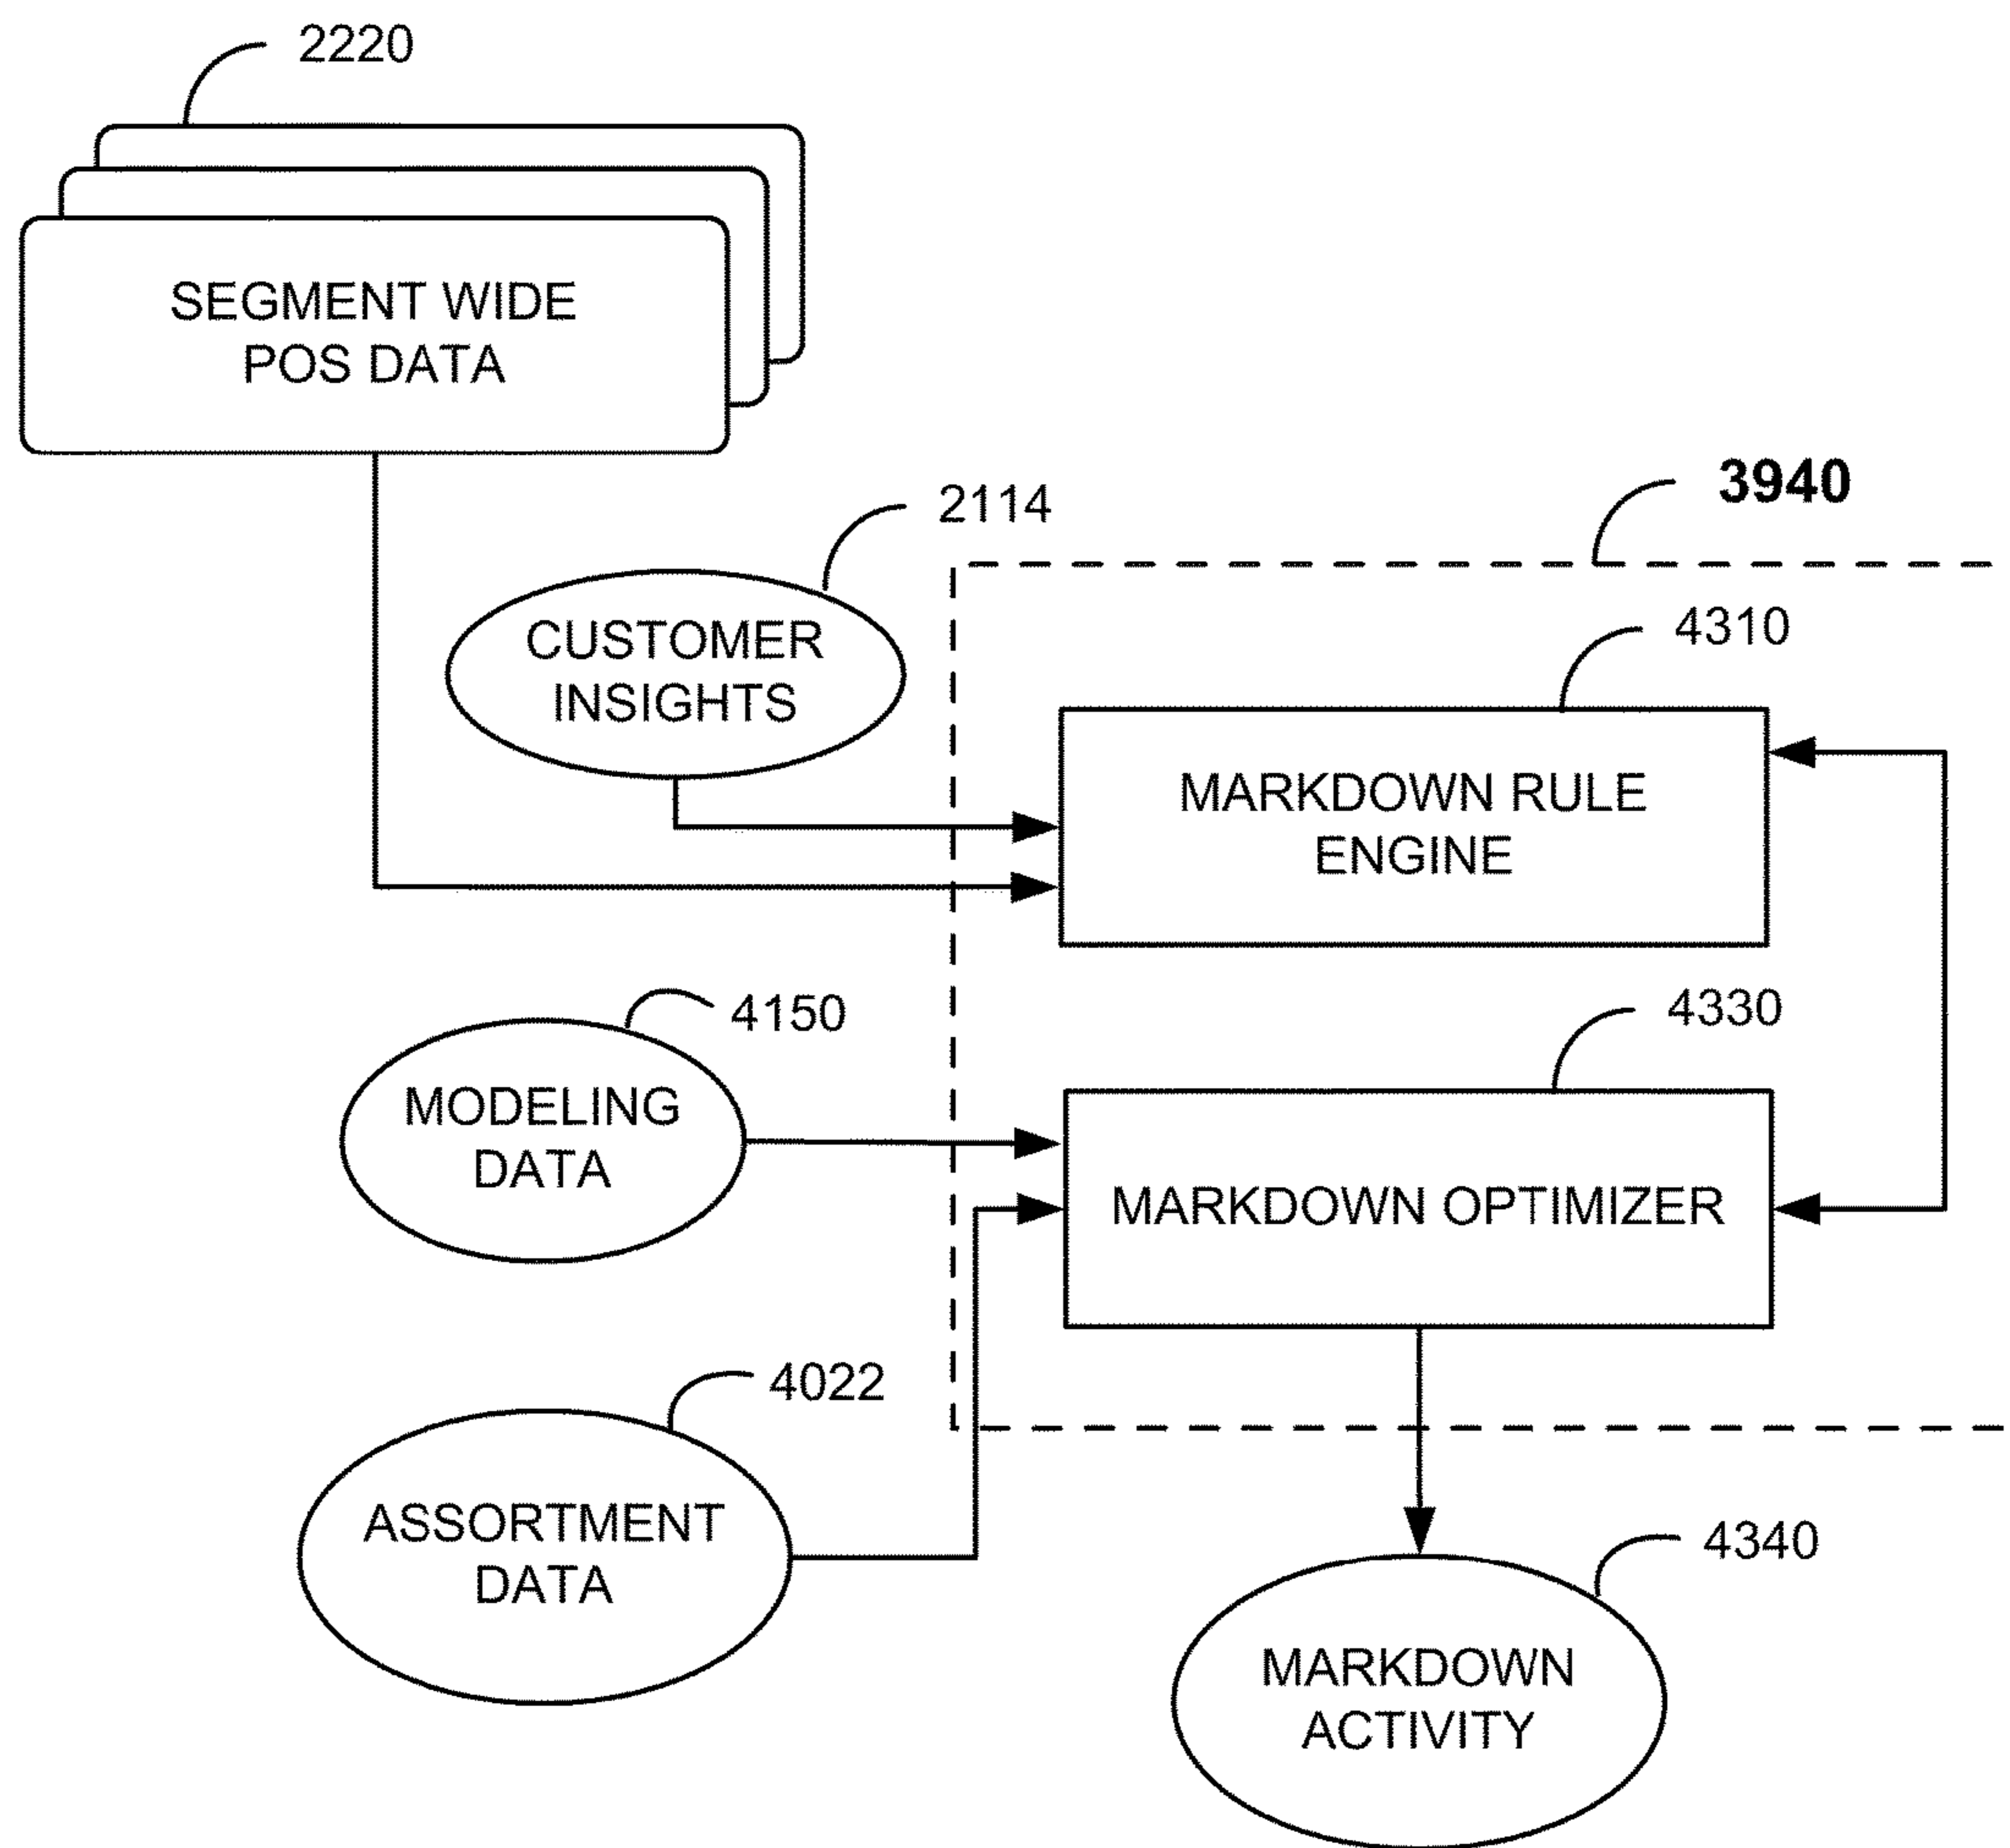 2220
SEGMENT WIDE
POS DATA
3940
2114
CUSTOMER
INSIGHTS
4310
MARKDOWN RULE
ENGINE
4150
MODELING
DATA
4330
MARKDOWN OPTIMIZER
4022
ASSORTMENT
DATA
4340
MARKDOWN
ACTIVITY